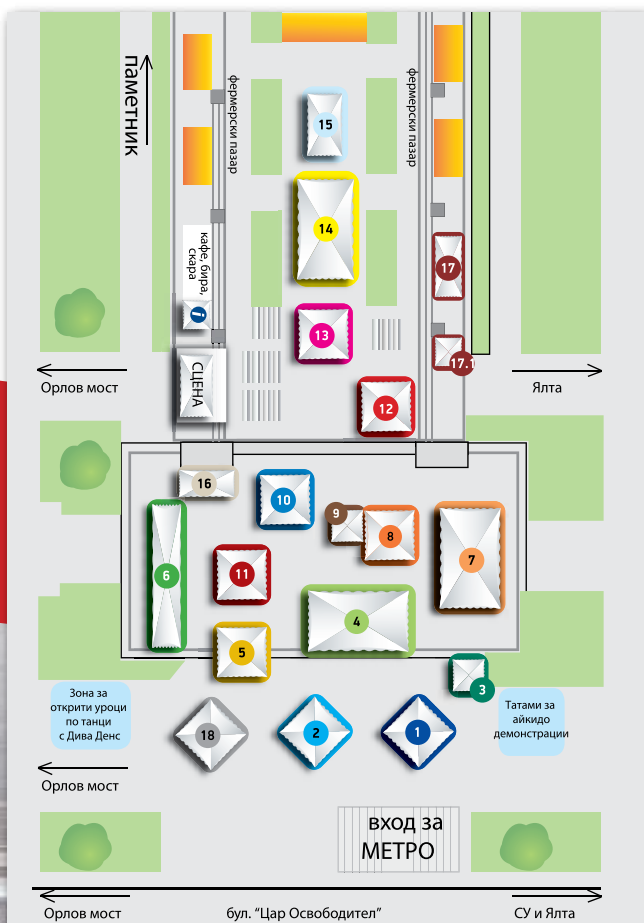 паметник
фермерски пазар
фермерски пазар
15
14
кафе, бира,
скара
i
17
13
17.1
СЦЕНА
Орлов мост
Ялта
12
16
10
9
8
7
6
11
4
5
3
Зона за
открити уроци
по танци
с Дива Денс
Татами за
айкидо
демонстрации
18
2
1
Орлов мост
вход за
МЕТРО
Орлов мост
бул. "Цар Освободител"
СУ и Ялта